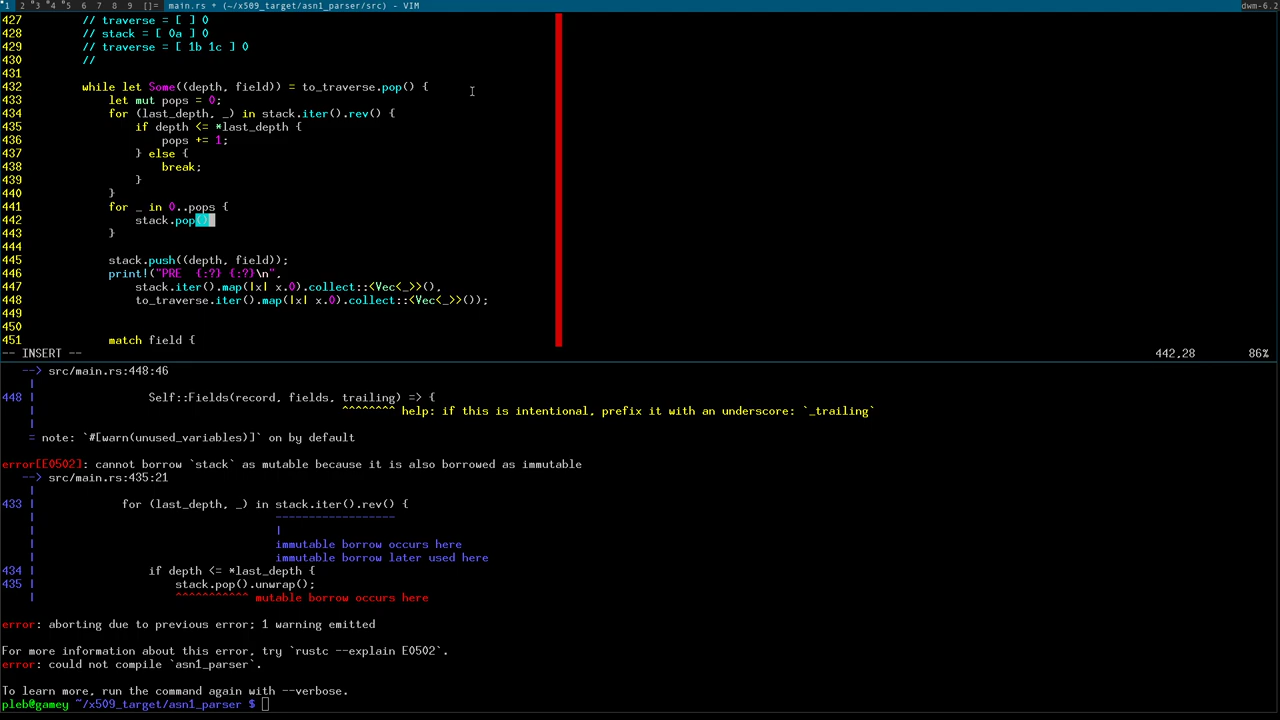 1 2 3 4 5 6 7 8 9 []= main.rs + (~/x509_target/asn1_parser/src) - VIM dwm-6.2
427 // traverse = [ ] 0
428 // stack = [ 0a ] 0
429 // traverse = [ 1b 1c ] 0
430 //
431
432 while let Some((depth, field)) = to_traverse.pop() {
433 let mut pops = 0;
434 for (last_depth, _) in stack.iter().rev() {
435 if depth <= *last_depth {
436 pops += 1;
437 } else {
438 break;
439 }
440 }
441 for _ in 0..pops {
442 stack.pop()
443 }
444
445 stack.push((depth, field));
446 print!("PRE  {:?} {:?}\n",
447 stack.iter().map(|x| x.0).collect::<Vec<_>>(),
448 to_traverse.iter().map(|x| x.0).collect::<Vec<_>>());
449
450
451 match field {
-- INSERT -- 442,28 86%
--> src/main.rs:448:46
|
448 | Self::Fields(record, fields, trailing) => {
| ^^^^^^^^ help: if this is intentional, prefix it with an underscore: `_trailing`
|
= note: `#[warn(unused_variables)]` on by default
error[E0502]: cannot borrow `stack` as mutable because it is also borrowed as immutable
--> src/main.rs:435:21
|
433 | for (last_depth, _) in stack.iter().rev() {
| ------------------
| |
| immutable borrow occurs here
| immutable borrow later used here
434 | if depth <= *last_depth {
435 | stack.pop().unwrap();
| ^^^^^^^^^^^ mutable borrow occurs here
error: aborting due to previous error; 1 warning emitted
For more information about this error, try `rustc --explain E0502`.
error: could not compile `asn1_parser`.
To learn more, run the command again with --verbose.
pleb@gamey ~/x509_target/asn1_parser $